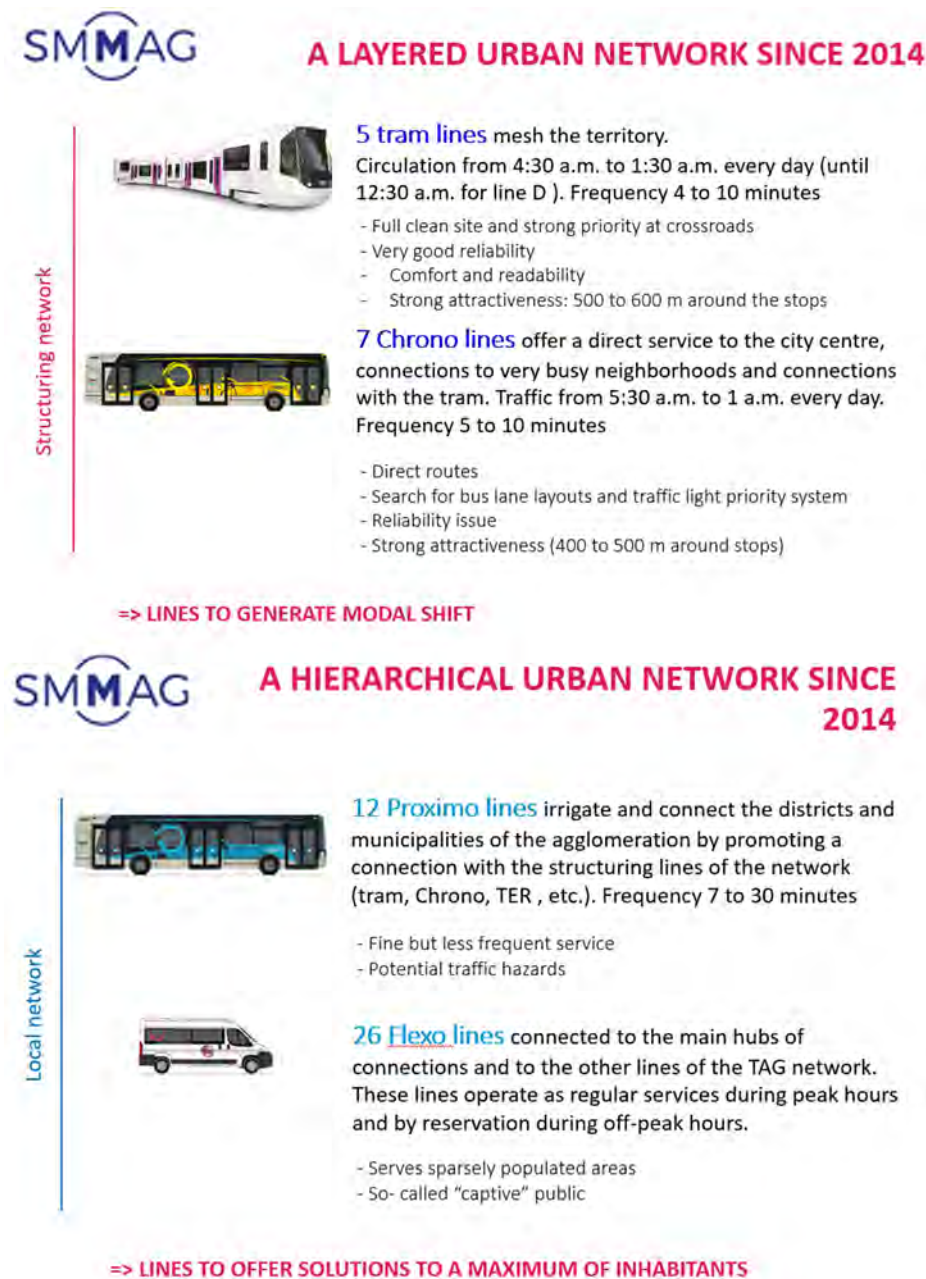 SMMAG
A LAYERED URBAN NETWORK SINCE 2014
Structuring network
5 tram lines mesh the territory.
Circulation from 4:30 a.m. to 1:30 a.m. every day (until
12:30 a.m. for line D ). Frequency 4 to 10 minutes
- Full clean site and strong priority at crossroads
- Very good reliability
- Comfort and readability
- Strong attractiveness: 500 to 600 m around the stops
7 Chrono lines offer a direct service to the city centre,
connections to very busy neighborhoods and connections
with the tram. Traffic from 5:30 a.m. to 1 a.m. every day.
Frequency 5 to 10 minutes
- Direct routes
- Search for bus lane layouts and traffic light priority system
- Reliability issue
- Strong attractiveness (400 to 500 m around stops)
=> LINES TO GENERATE MODAL SHIFT
SMMAG
A HIERARCHICAL URBAN NETWORK SINCE
2014
Local network
12 Proximo lines irrigate and connect the districts and
municipalities of the agglomeration by promoting a
connection with the structuring lines of the network
(tram, Chrono, TER , etc.). Frequency 7 to 30 minutes
- Fine but less frequent service
- Potential traffic hazards
26 Flexo lines connected to the main hubs of
connections and to the other lines of the TAG network.
These lines operate as regular services during peak hours
and by reservation during off-peak hours.
- Serves sparsely populated areas
- So- called “captive” public
=> LINES TO OFFER SOLUTIONS TO A MAXIMUM OF INHABITANTS